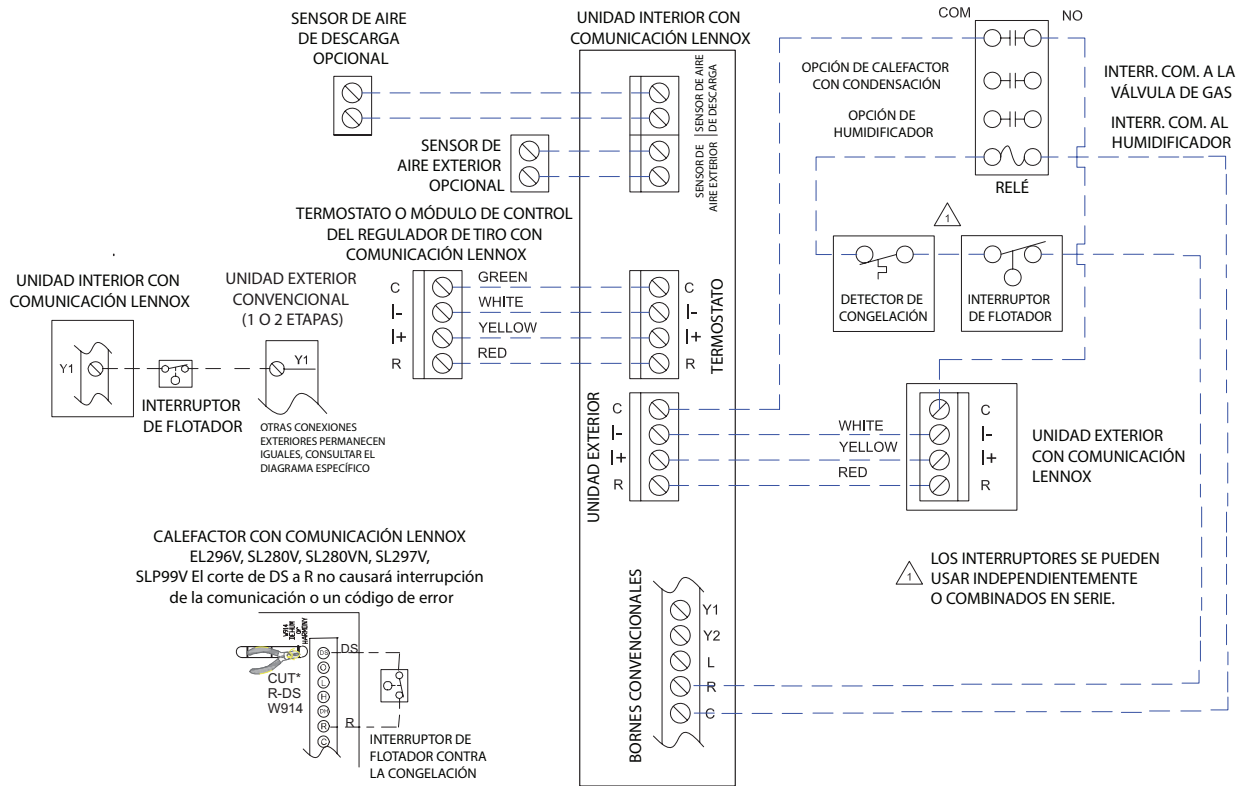 SENSOR DE AIRE
DE DESCARGA
OPCIONAL
UNIDAD INTERIOR CON
COMUNICACIÓN LENNOX
SENSOR DE AIRE
DE DESCARGA
SENSOR DE
AIRE EXTERIOR
SENSOR DE
AIRE EXTERIOR
OPCIONAL
COM
NO
OPCIÓN DE CALEFACTOR
CON CONDENSACIÓN
OPCIÓN DE
HUMIDIFICADOR
INTERR. COM. A LA
VÁLVULA DE GAS
INTERR. COM. AL
HUMIDIFICADOR
RELÉ
1
DETECTOR DE
CONGELACIÓN
INTERRUPTOR
DE FLOTADOR
TERMOSTATO O MÓDULO DE CONTROL
DEL REGULADOR DE TIRO CON
COMUNICACIÓN LENNOX
C
GREEN
C
I-
WHITE
I-
I+
YELLOW
I+
R
RED
R
TERMOSTATO
UNIDAD INTERIOR CON
COMUNICACIÓN LENNOX
UNIDAD EXTERIOR
CONVENCIONAL
(1 O 2 ETAPAS)
Y1
Y1
INTERRUPTOR
DE FLOTADOR
OTRAS CONEXIONES
EXTERIORES PERMANECEN
IGUALES, CONSULTAR EL
DIAGRAMA ESPECÍFICO
UNIDAD EXTERIOR
C
I-
I+
R
WHITE
YELLOW
RED
C
I-
I+
R
UNIDAD EXTERIOR
CON COMUNICACIÓN
LENNOX
1
LOS INTERRUPTORES SE PUEDEN
USAR INDEPENDIENTEMENTE
O COMBINADOS EN SERIE.
CALEFACTOR CON COMUNICACIÓN LENNOX
EL296V, SL280V, SL280VN, SL297V,
SLP99V El corte de DS a R no causará interrupción
de la comunicación o un código de error
W914
DEHUM
OR
HARMONY
CUT*
R-DS
W914
DS
O
L
H
DH
R
C
DS
R
INTERRUPTOR DE
FLOTADOR CONTRA
LA CONGELACIÓN
BORNES CONVENCIONALES
Y1
Y2
L
R
C